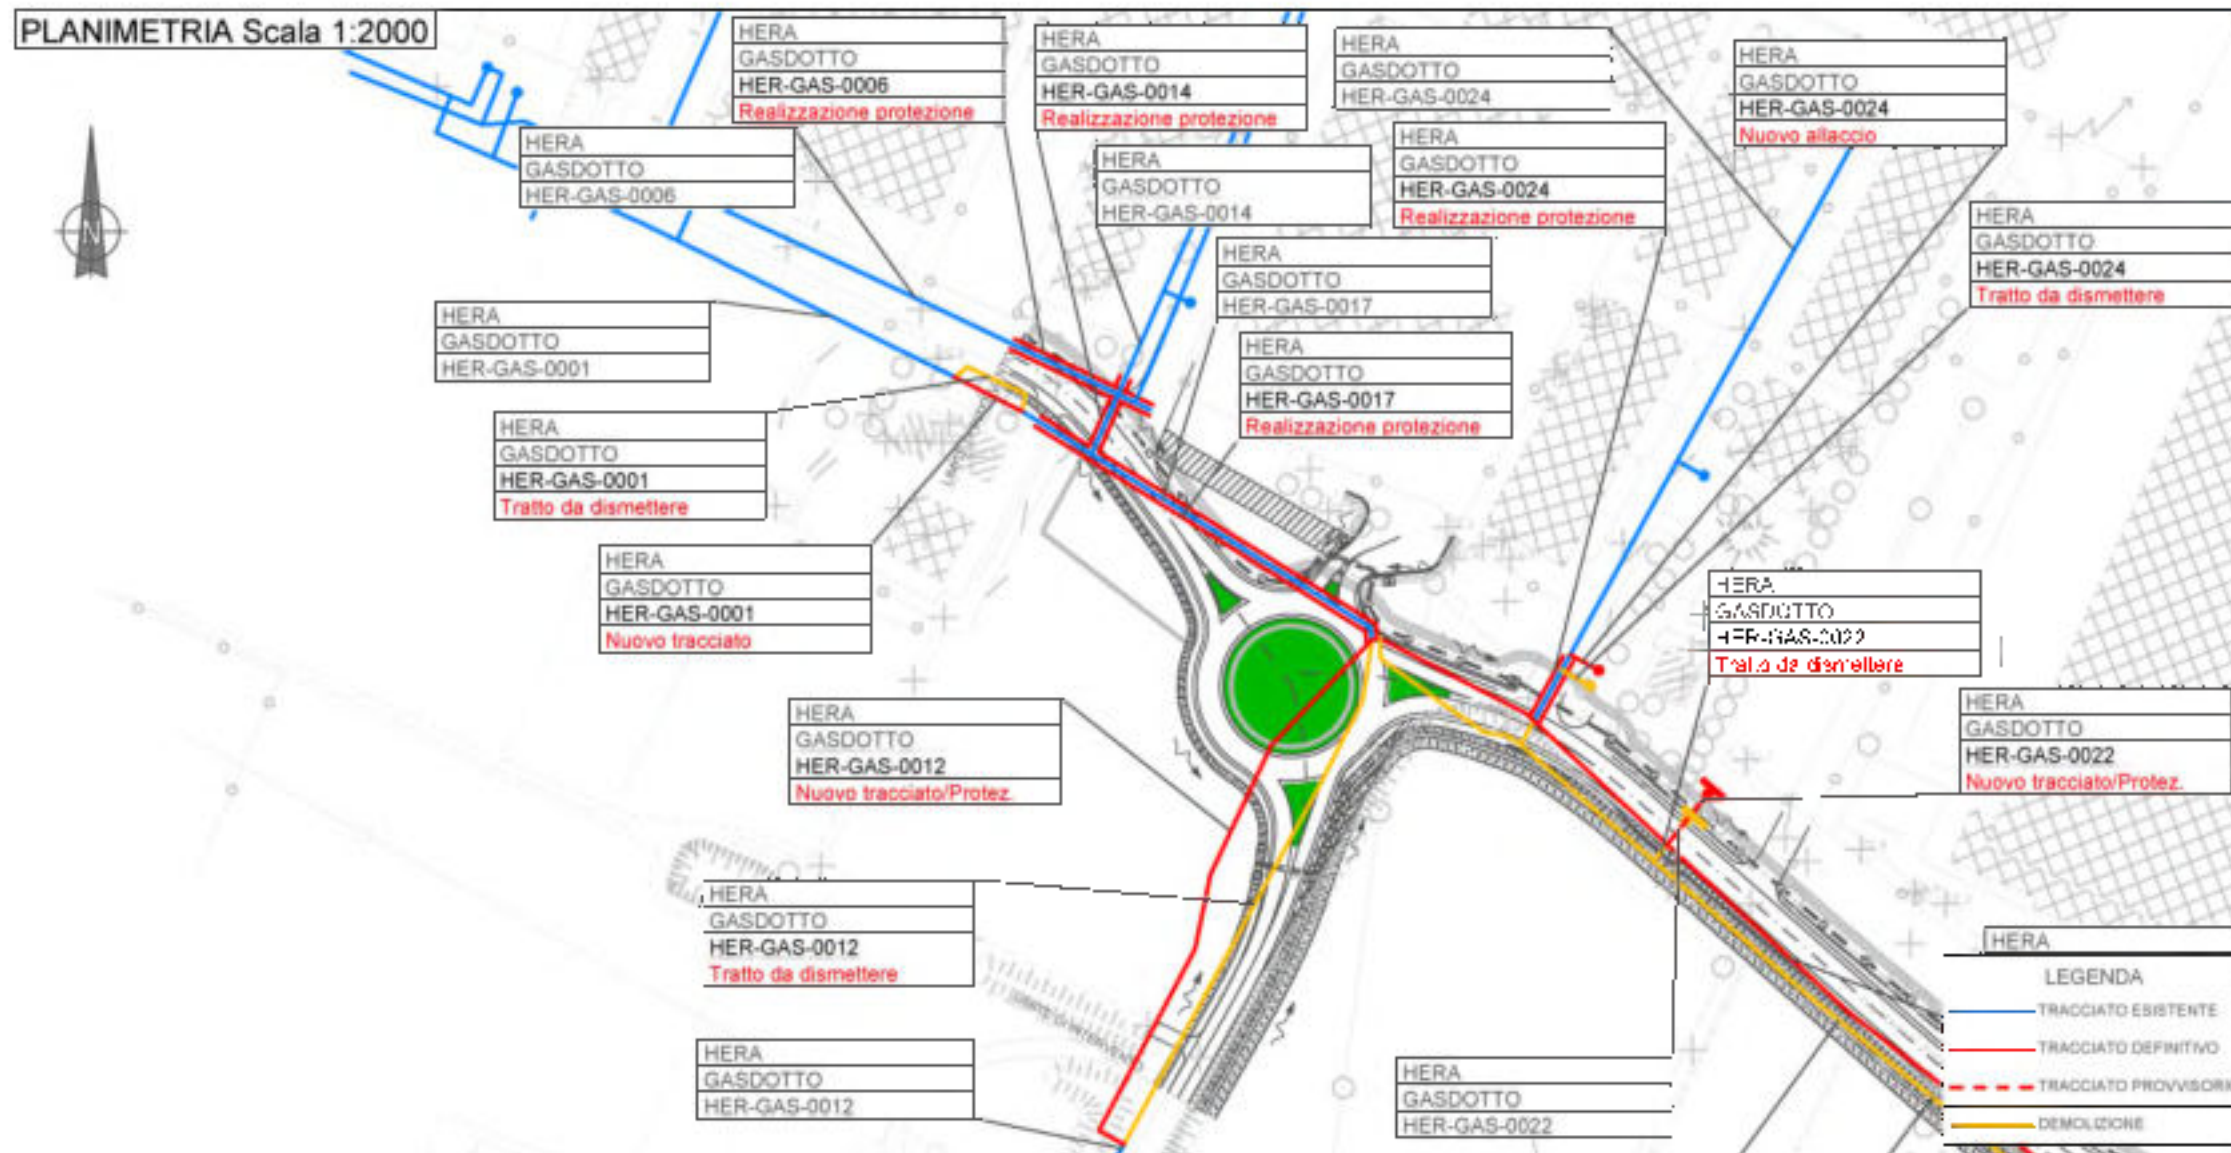 PLANIMETRIA Scala 1:2000
HERA
GASDOTTO
HER-GAS-0006
Realizzazione protezione
HERA
GASDOTTO
HER-GAS-0014
Realizzazione protezione
HERA
GASDOTTO
HER-GAS-0024
HERA
GASDOTTO
HER-GAS-0024
Nuovo allaccio
HERA
GASDOTTO
HER-GAS-0006
HERA
GASDOTTO
HER-GAS-0014
HERA
GASDOTTO
HER-GAS-0024
Realizzazione protezione
HERA
GASDOTTO
HER-GAS-0024
Tratto da dismettere
N
HERA
GASDOTTO
HER-GAS-0017
HERA
GASDOTTO
HER-GAS-0001
HERA
GASDOTTO
HER-GAS-0017
Realizzazione protezione
HERA
GASDOTTO
HER-GAS-0001
Tratto da dismettere
HERA
GASDOTTO
HER-GAS-0001
Nuovo tracciato
HERA
GASDOTTO
HER-GAS-0022
Tratto da dismettere
HERA
GASDOTTO
HER-GAS-0012
Nuovo tracciato/Protez.
HERA
GASDOTTO
HER-GAS-0022
Nuovo tracciato/Protez.
HERA
GASDOTTO
HER-GAS-0012
Tratto da dismettere
HERA
GASDOTTO
HER-GAS-0012
HERA
GASDOTTO
HER-GAS-0022
HERA
LEGENDA
TRACCIATO ESISTENTE
TRACCIATO DEFINITIVO
TRACCIATO PROVVISORI
DEMOLIZIONE